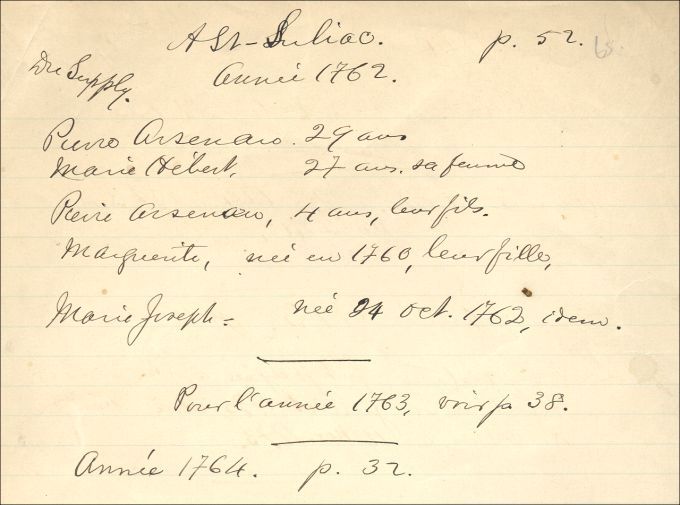 A St-Suliac. p. 52.
Du Supply.
Année 1762.
Pierre Arsenau. 29 ans
Marie Hébert, 27 ans. sa femme
Pierre Arsenau, 4 ans, leur fils.
Marguerite, née en 1760, leur fille,
Marie Joseph = née 24 oct. 1762, idem.
Pour l'année 1763, voir p 38.
Année 1764. p. 32.